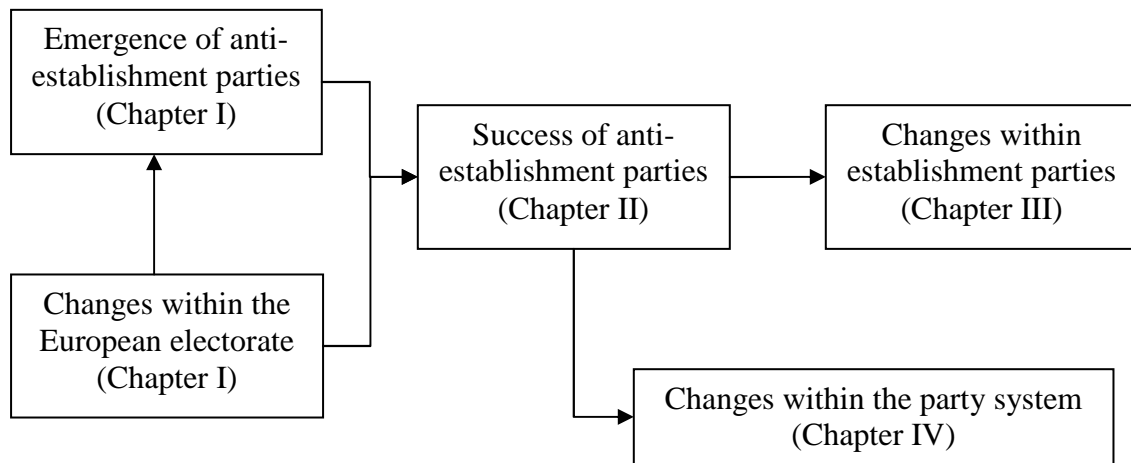 Emergence of anti-
establishment parties
(Chapter I)
Success of anti-
establishment parties
(Chapter II)
Changes within
establishment parties
(Chapter III)
Changes within the
European electorate
(Chapter I)
Changes within the party system
(Chapter IV)